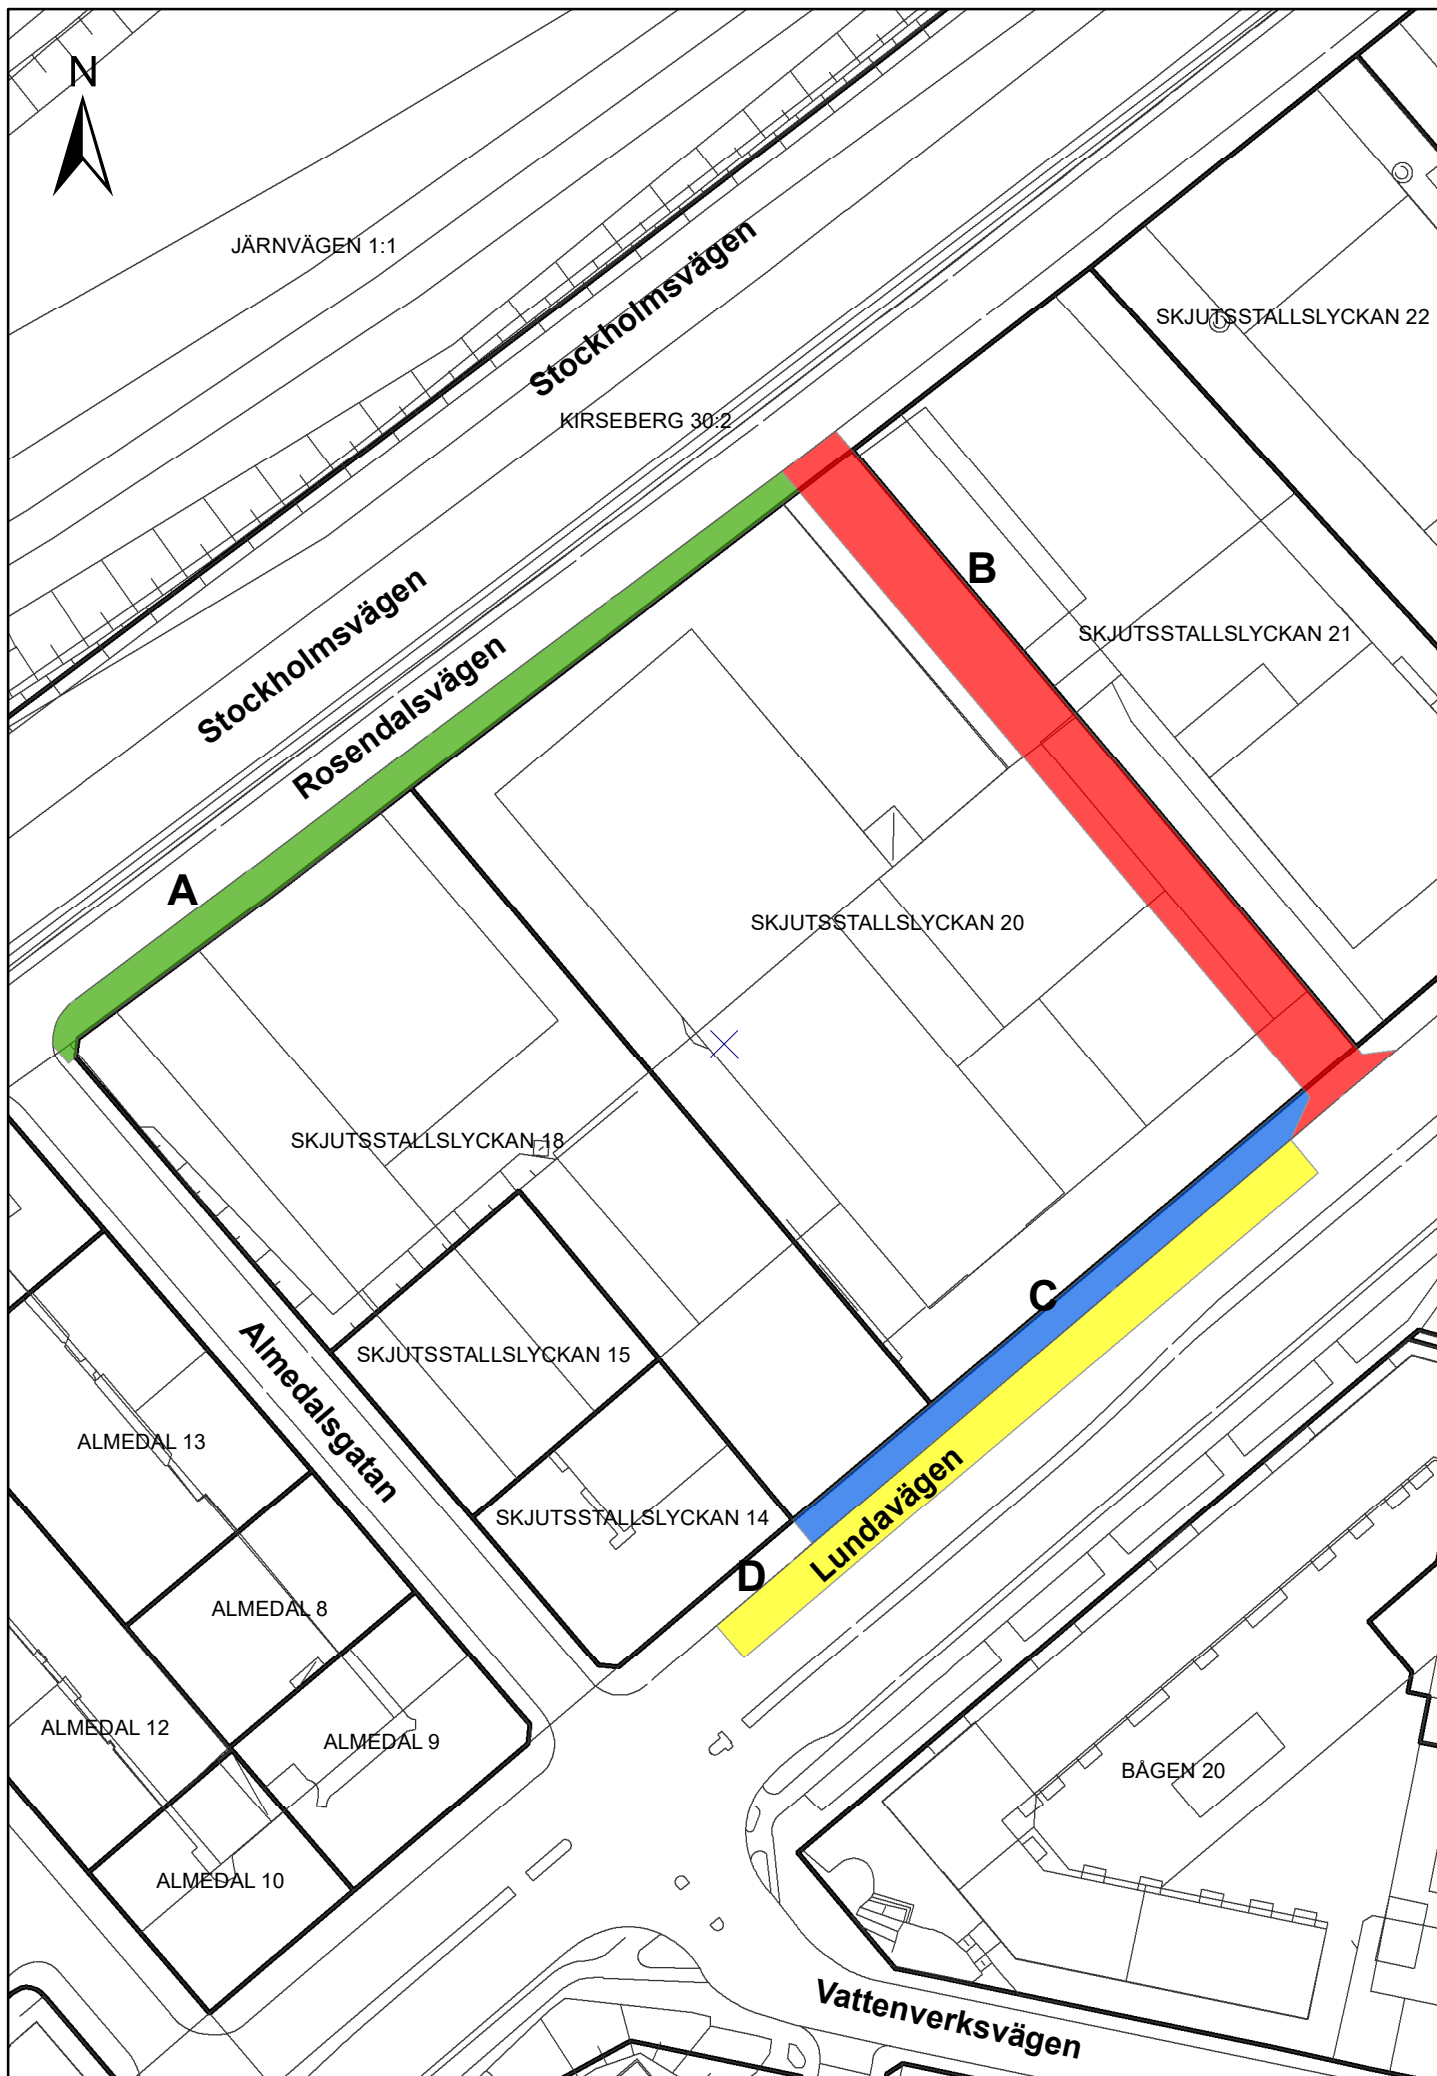 N
JÄRNVÄGEN 1:1
Stockholmsvägen
SKJUTSSTALLSLYCKAN 22
KIRSEBERG 30:2
B
SKJUTSSTALLSLYCKAN 21
Stockholmsvägen
Rosendalsvägen
A
SKJUTSSTALLSLYCKAN 20
SKJUTSSTALLSLYCKAN 18
C
SKJUTSSTALLSLYCKAN 15
Almedalsgatan
ALMEDAL 13
SKJUTSSTALLSLYCKAN 14
Lundavägen
D
ALMEDAL 8
ALMEDAL 12
ALMEDAL 9
BÅGEN 20
ALMEDAL 10
Vattenverksvägen